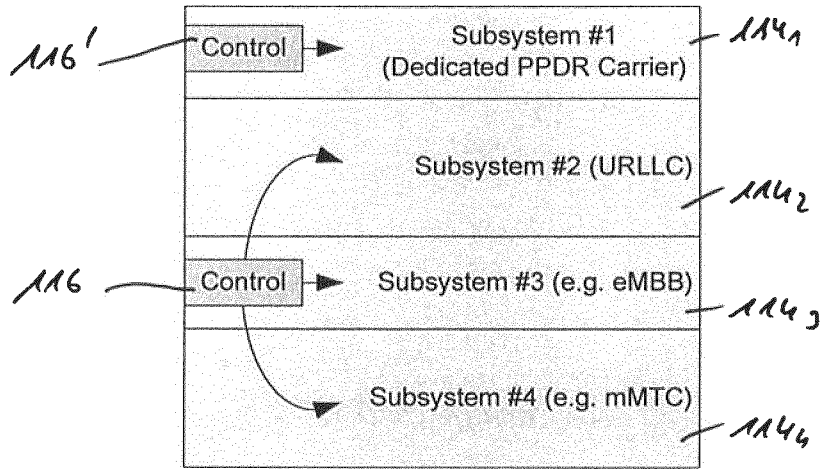 116'
Control
Subsystem #1
(Dedicated PPDR Carrier)
114₁
Subsystem #2 (URLLC)
114₂
116
Control
Subsystem #3 (e.g. eMBB)
114₃
Subsystem #4 (e.g. mMTC)
114₄